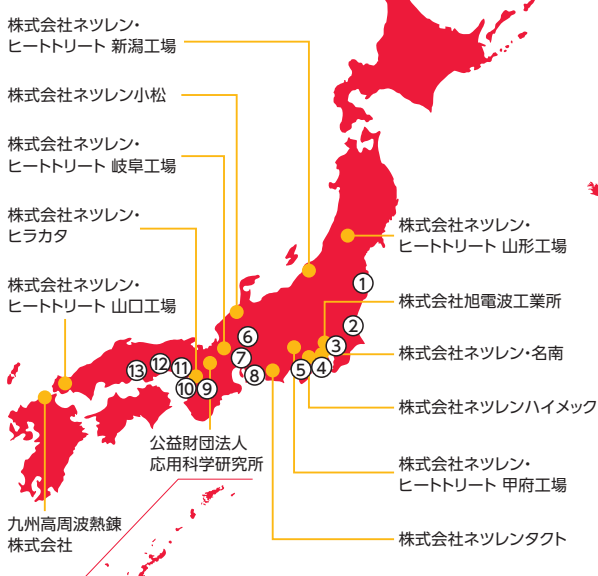 株式会社ネツレン・
ヒートトリート 新潟工場
株式会社ネツレン小松
株式会社ネツレン・
ヒートトリート 岐阜工場
株式会社ネツレン・
ヒラカタ
株式会社ネツレン・
ヒートトリート 山口工場
株式会社ネツレン・
ヒートトリート 山形工場
①
株式会社旭電波工業所
②
③
株式会社ネツレン・名南
④
⑤
⑥
⑦
⑧
⑨
⑩
⑪
⑫
⑬
株式会社ネツレンハイメック
公益財団法人
応用科学研究所
株式会社ネツレン・
ヒートトリート 甲府工場
九州高周波熱錬
株式会社
株式会社ネツレンタクト